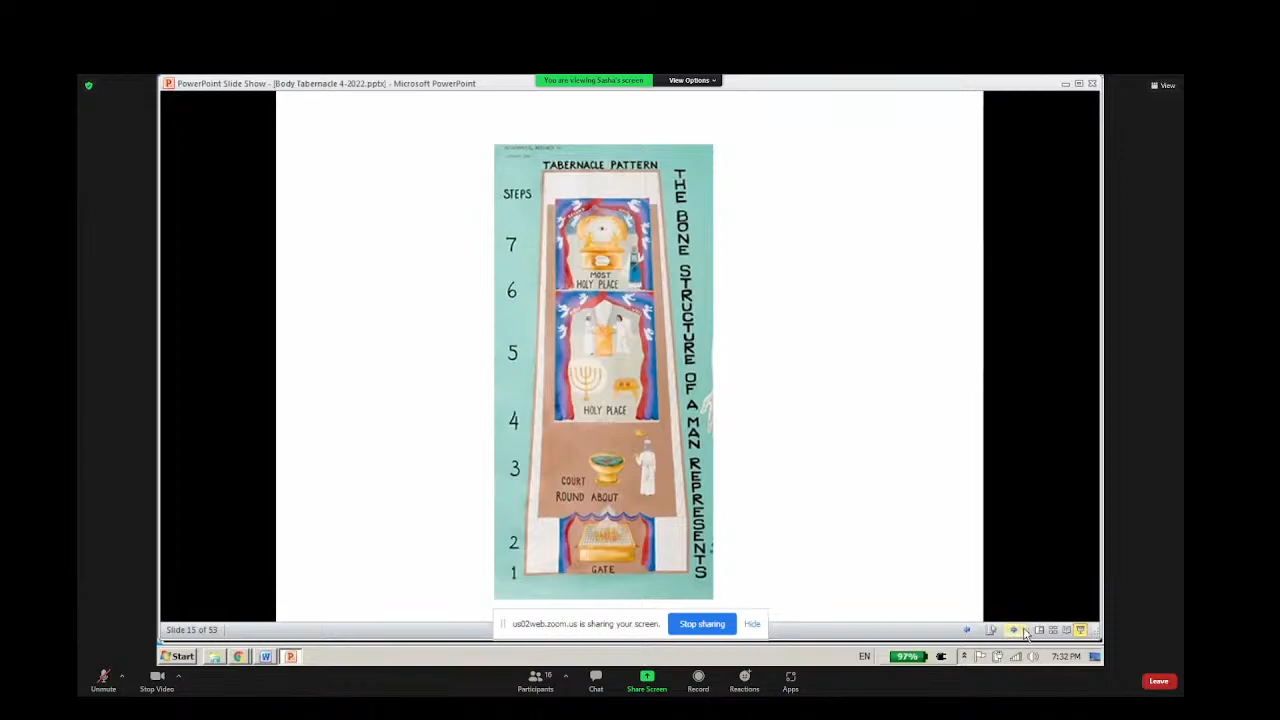 PowerPoint Slide Show - [Body Tabernacle 4-2022.pptx] - Microsoft PowerPoint
You are viewing Sasha's screen
View Options
View
TABERNACLE PATTERN
STEPS
7
6
5
4
3
2
1
MOST
HOLY PLACE
HOLY PLACE
COURT
ROUND ABOUT
GATE
THE BONE STRUCTURE OF A MAN REPRESENTS
us02web.zoom.us is sharing your screen.
Stop sharing
Hide
Slide 15 of 53
Start
EN
97%
7:32 PM
Unmute
Stop Video
Participants
16
Chat
Share Screen
Record
Reactions
Apps
Leave